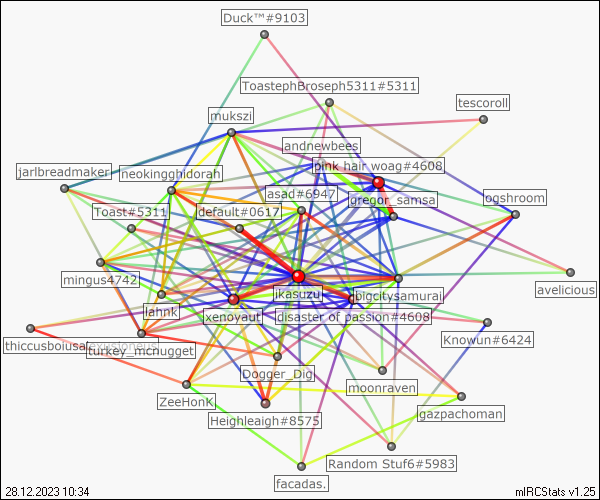 Duck™#9103
ToastephBroseph5311#5311
tescoroll
mukszi
andnewbees
pink hair woag#4608
jarlbreadmaker
neokingghidorah
asad#6947
gregor_samsa
ogshroom
Toast#5311
default#0617
mingus4742
jkasuzu
avelicious
lahnk
bigcitysamurai
xenoyaut
disaster of passion#4608
thiccusboiusa
Knowun#6424
turkey_mcnugget
Dogger_Dig
moonraven
ZeeHonK
Heighleaigh#8575
gazpachoman
Random Stuf6#5983
facadas.
28.12.2023 10:34
mIRCStats v1.25